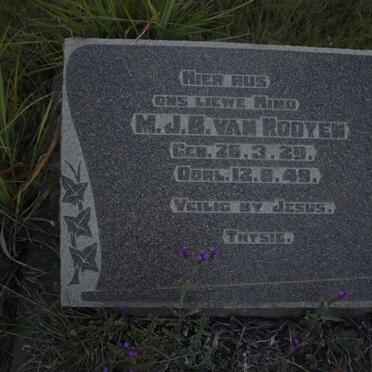 HIER RUS
ONS LIEWE KIND
M.J.B. VAN ROOYEN
GEB. 26.3.29.
OORL. 12.8.49.
VEILIG BY JESUS.
THYSIE.